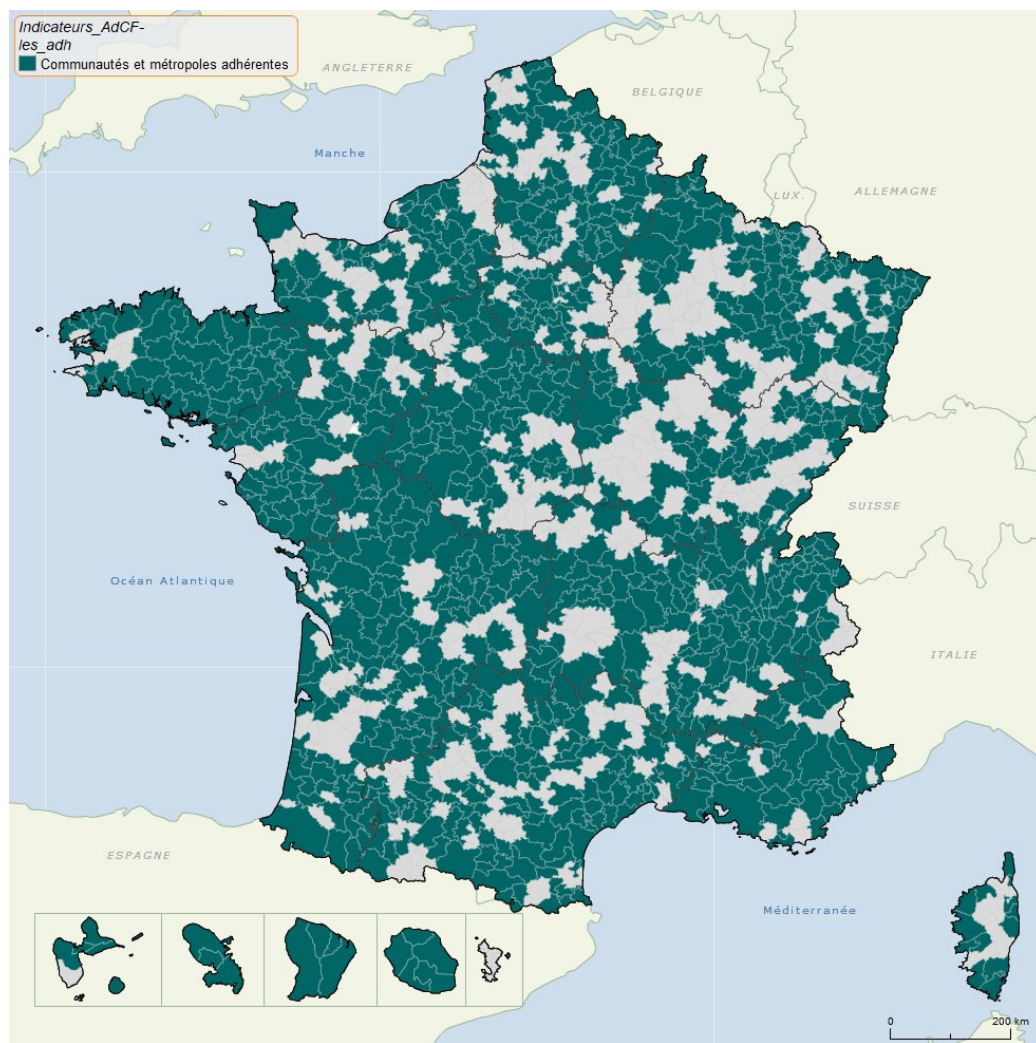 Indicateurs_AdCF-
les_adh
Communautés et métropoles adhérentes
ANGLETERRE
BELGIQUE
Manche
LUX.
ALLEMAGNE
SUISSE
Océan Atlantique
ITALIE
ESPAGNE
Méditerranée
0 200 km